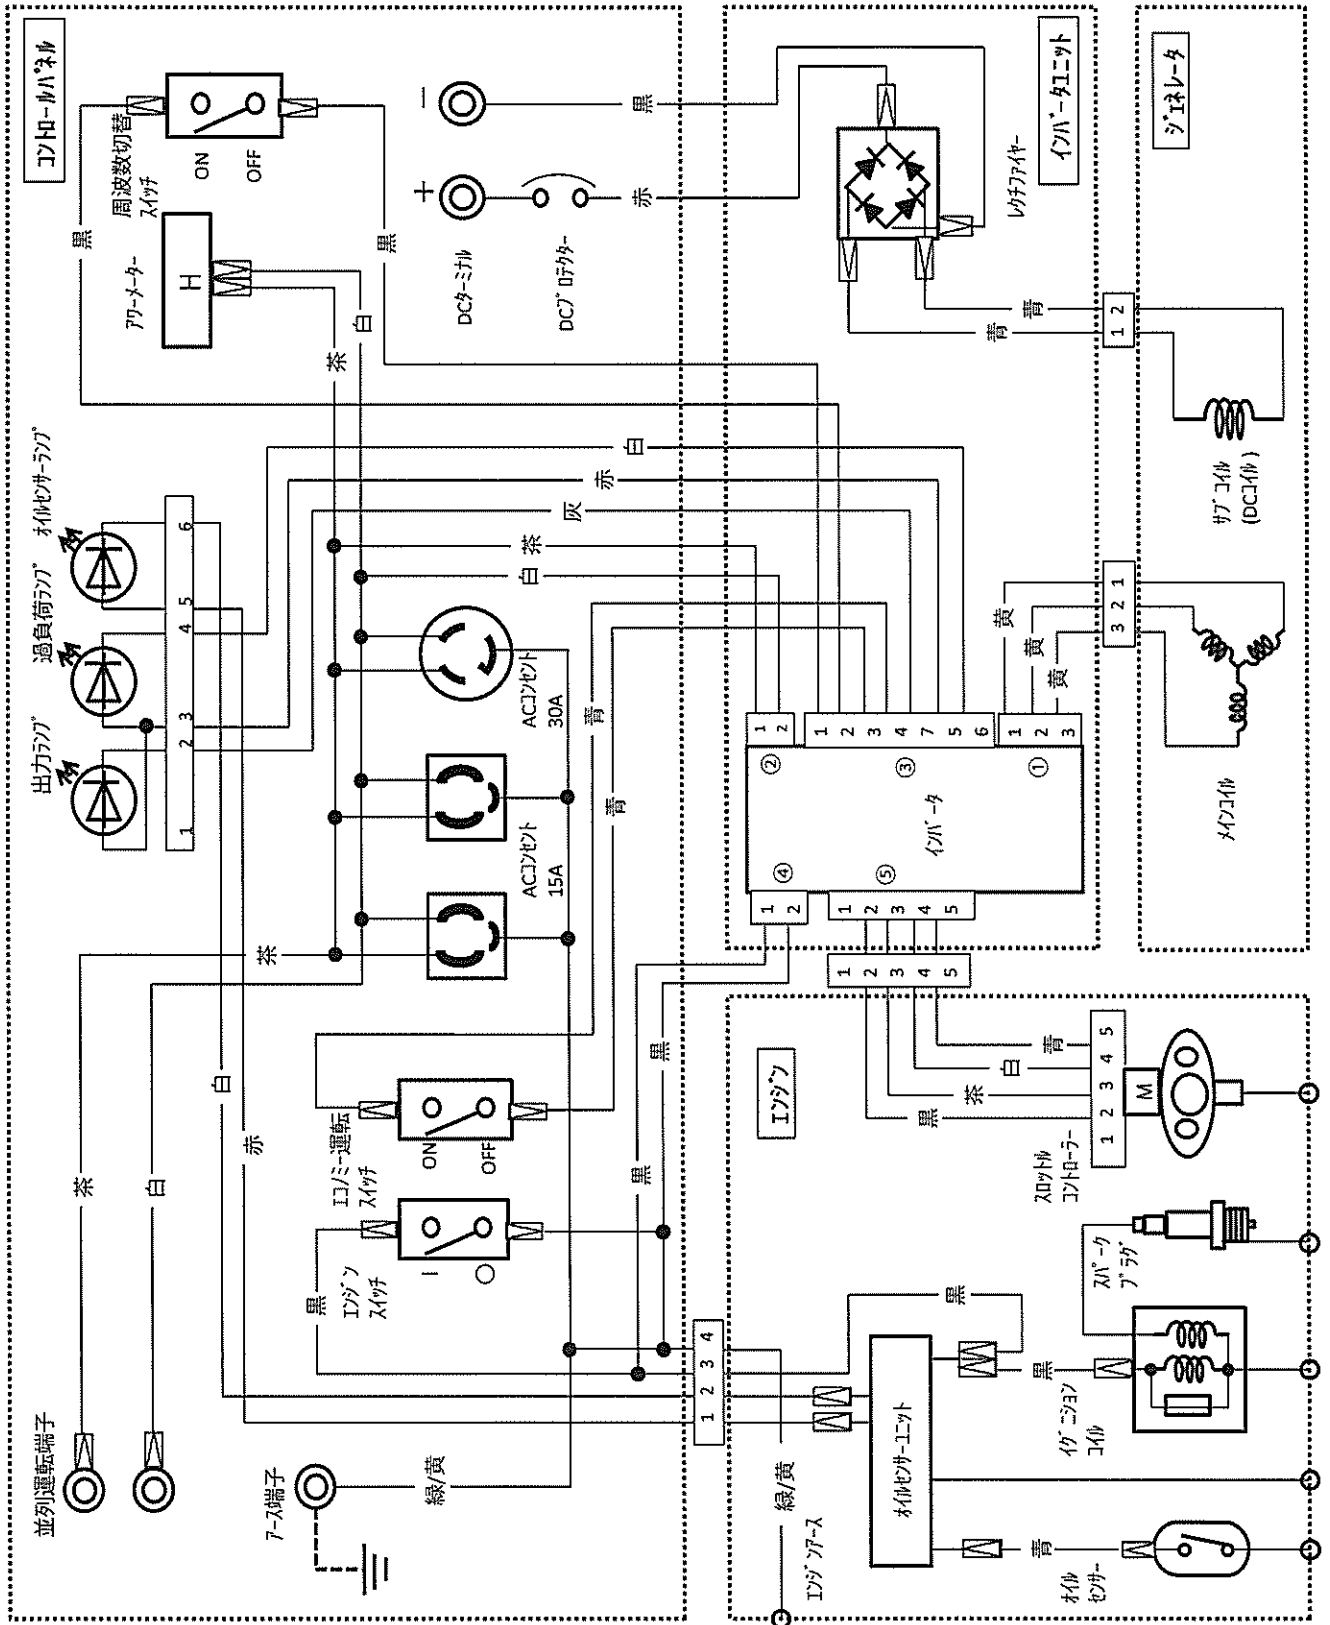 コントロールパネル
周波数切替
スイッチ
ON
OFF
黒
黒
アワーメーター
H
茶
白
−
+
DCターミナル
DCプロテクター
黒
赤
オイルセンサーランプ
過負荷ランプ
出力ランプ
1
2
3
4
5
6
白
赤
灰
茶
白
青
青
ACコンセント
30A
ACコンセント
15A
茶
白
赤
茶
白
並列運転端子
エコノミー運転
スイッチ
ON
OFF
エンジン
スイッチ
I
○
黒
黒
黒
アース端子
緑/黄
インバータユニット
レクチファイヤー
青
青
1
2
②
1
2
③
1
2
3
4
7
5
6
①
1
2
3
インバータ
④
1
2
⑤
1
2
3
4
5
黄
黄
黄
ジェネレータ
1
2
3
サブコイル
(DCコイル)
メインコイル
エンジン
1
2
3
4
5
黒
茶
白
青
1
2
3
4
5
M
スロットル
コントローラー
スパーク
プラグ
イグニション
コイル
黒
黒
1
2
3
4
オイルセンサーユニット
緑/黄
エンジンアース
青
オイル
センサー